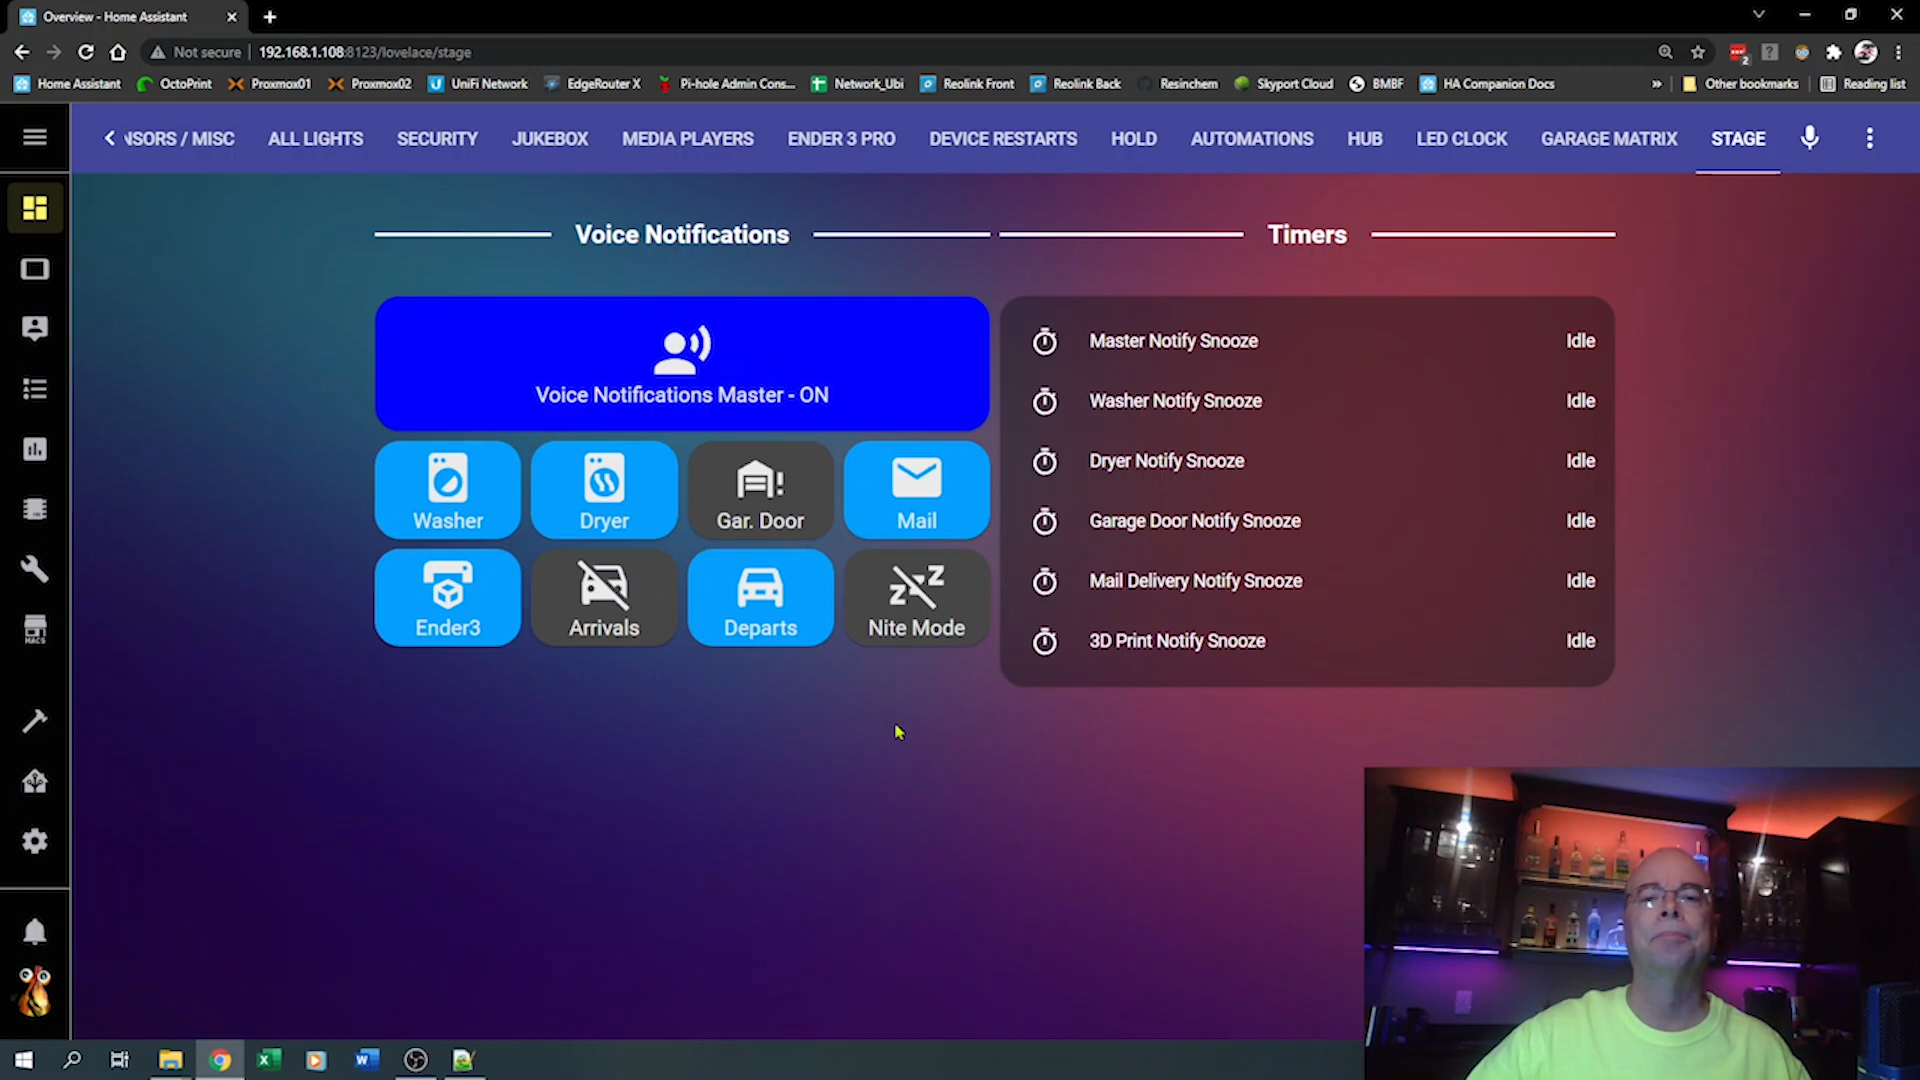 Overview - Home Assistant
Not secure 192.168.1.108:8123/lovelace/stage
Home Assistant OctoPrint Proxmox01 Proxmox02 UniFi Network EdgeRouter X Pi-hole Admin Cons... Network_Ubi Reolink Front Reolink Back Resinchem Skyport Cloud BMBF HA Companion Docs » Other bookmarks Reading list
NSORS / MISC ALL LIGHTS SECURITY JUKEBOX MEDIA PLAYERS ENDER 3 PRO DEVICE RESTARTS HOLD AUTOMATIONS HUB LED CLOCK GARAGE MATRIX STAGE
Voice Notifications
Voice Notifications Master - ON
Washer Dryer Gar. Door Mail
Ender3 Arrivals Departs Nite Mode
Timers
Master Notify Snooze Idle
Washer Notify Snooze Idle
Dryer Notify Snooze Idle
Garage Door Notify Snooze Idle
Mail Delivery Notify Snooze Idle
3D Print Notify Snooze Idle
HACS